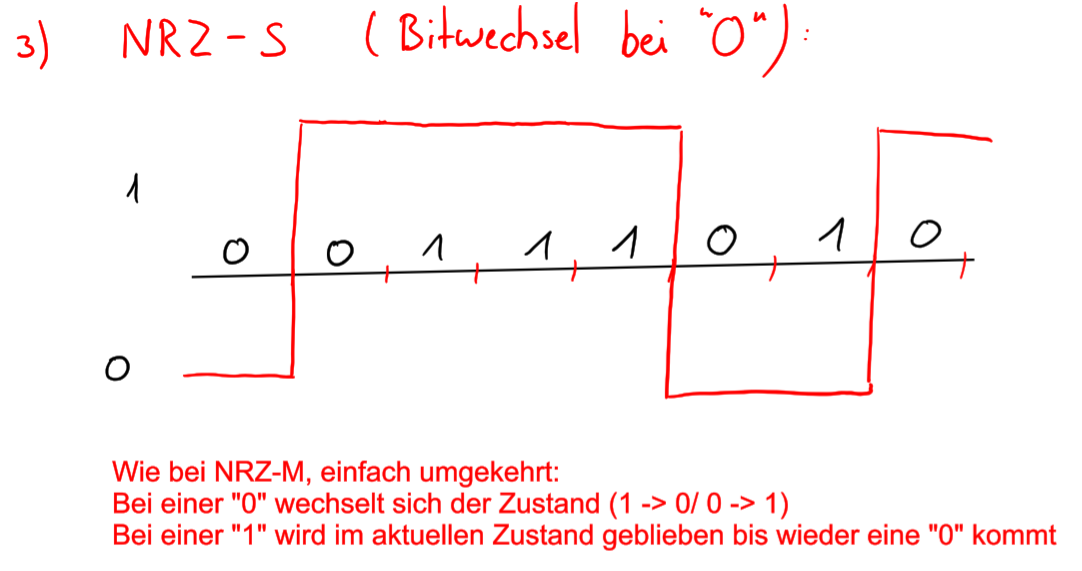 3) NRZ-S (Bitwechsel bei "0"):
1
0 0 1 1 1 0 1 0
0
Wie bei NRZ-M, einfach umgekehrt:
Bei einer "0" wechselt sich der Zustand (1 -> 0/ 0 -> 1)
Bei einer "1" wird im aktuellen Zustand geblieben bis wieder eine "0" kommt